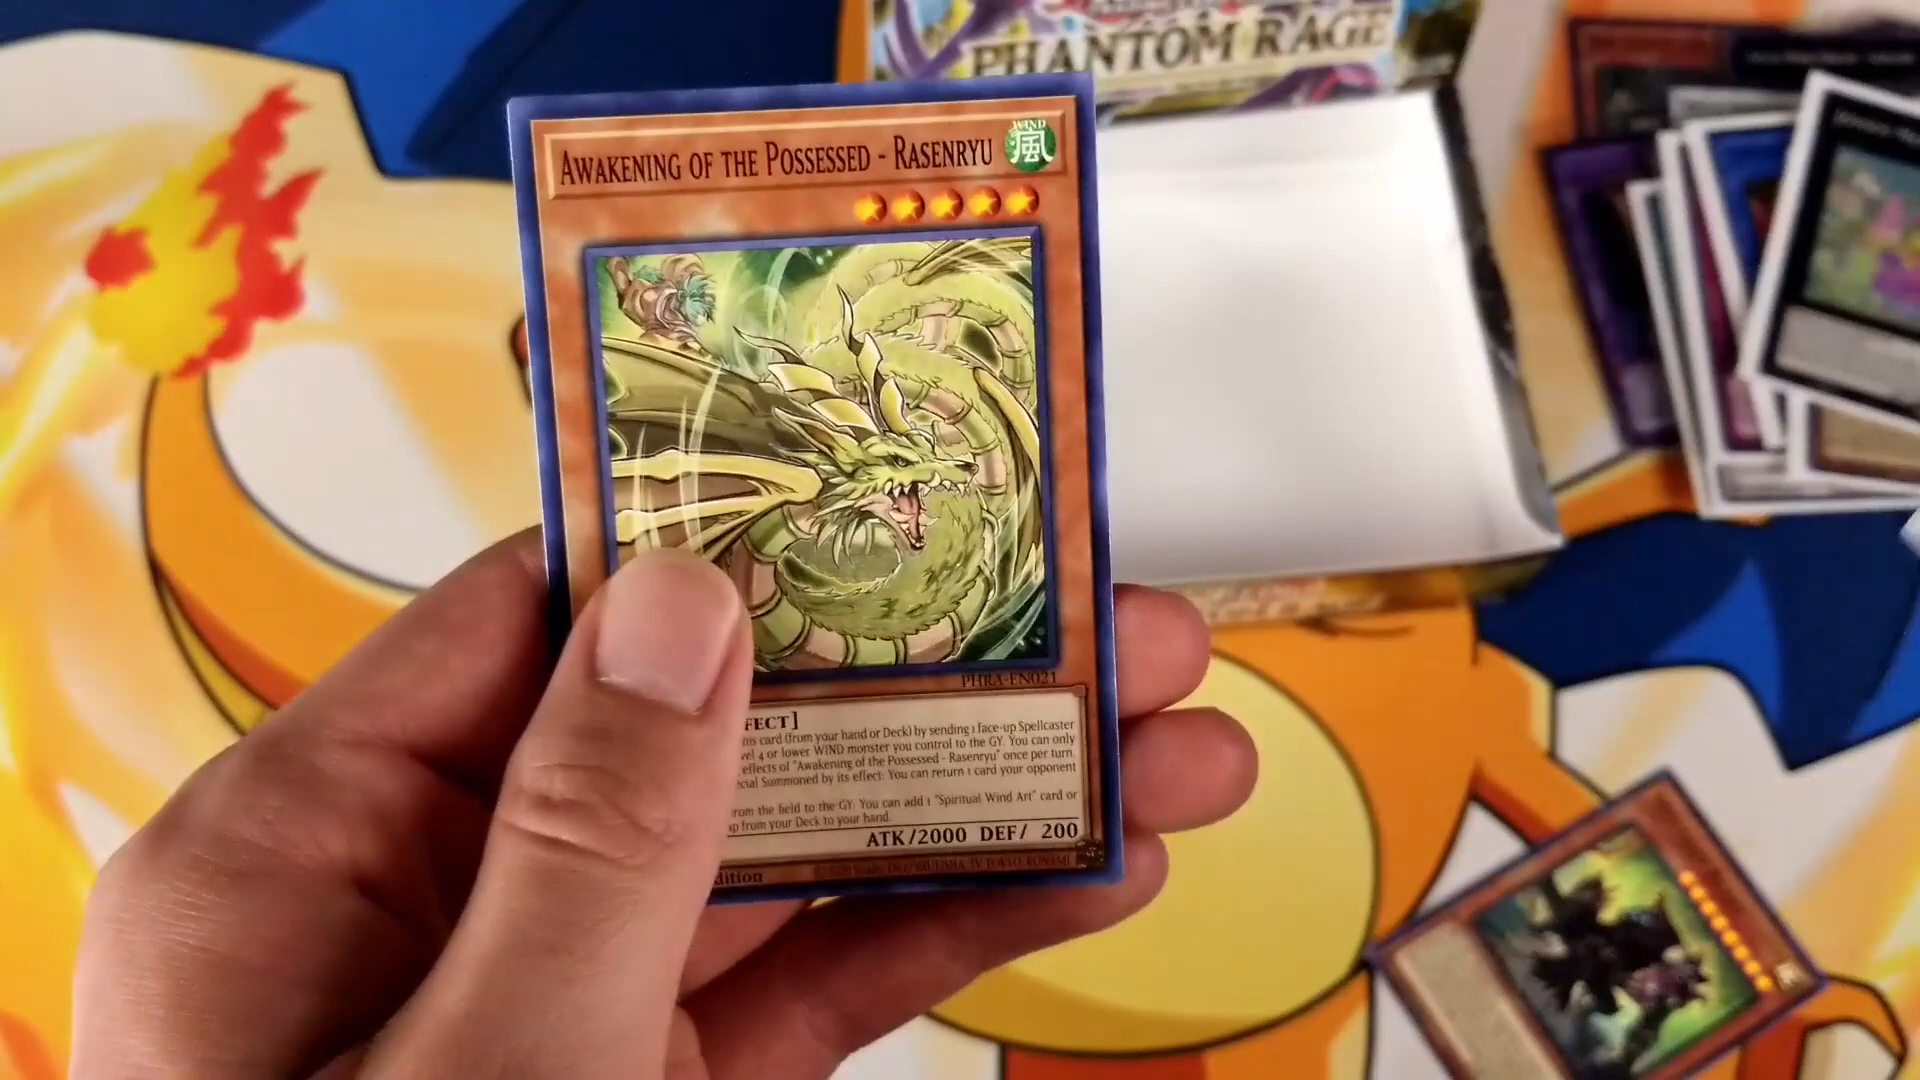 PHANTOM RAGE
AWAKENING OF THE POSSESSED - RASENRYU
WIND
風
PHRA-EN021
FECT]
his card (from your hand or Deck) by sending 1 face-up Spellcaster
vel 4 or lower WIND monster you control to the GY. You can only
effects of "Awakening of the Possessed - Rasenryu" once per turn.
cial Summoned by its effect: You can return 1 card your opponent
from the field to the GY: You can add 1 "Spiritual Wind Art" card or
ap from your Deck to your hand.
ATK/2000 DEF/ 200
dition